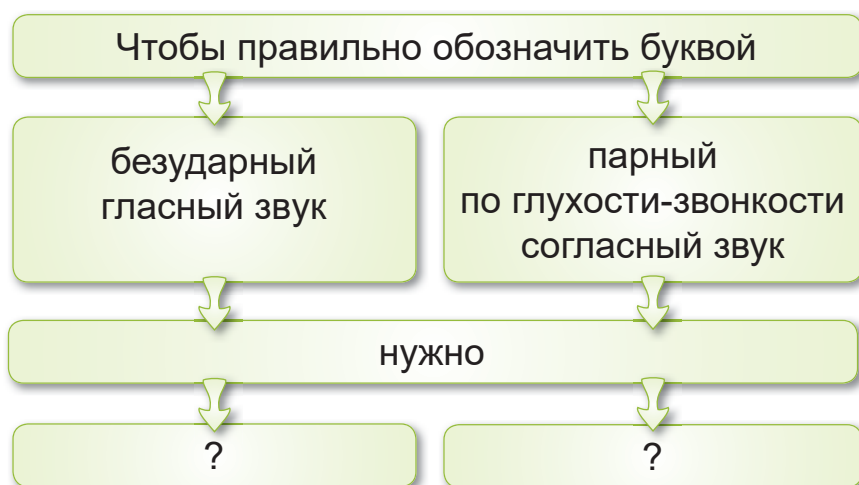 Чтобы правильно обозначить буквой
безударный
гласный звук
парный
по глухости-звонкости
согласный звук
нужно
?
?